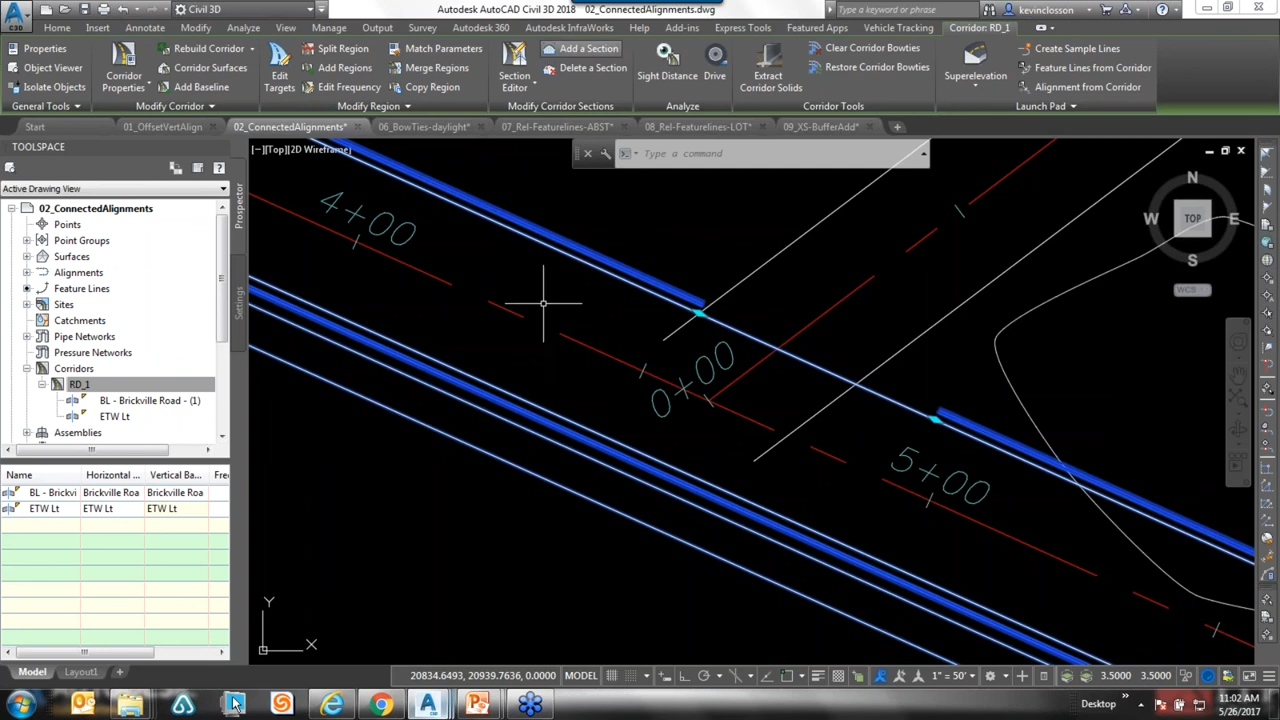 Civil 3D
Autodesk AutoCAD Civil 3D 2018 02_ConnectedAlignments.dwg
Type a keyword or phrase
kevinclosson
C3D
Home Insert Annotate Modify Analyze View Manage Output Survey Autodesk 360 Autodesk InfraWorks Help Add-ins Express Tools Featured Apps Vehicle Tracking Corridor: RD_1
Properties
Object Viewer
Isolate Objects
General Tools
Corridor Properties
Rebuild Corridor
Corridor Surfaces
Add Baseline
Modify Corridor
Edit Targets
Split Region
Add Regions
Edit Frequency
Match Parameters
Merge Regions
Copy Region
Modify Region
Section Editor
Add a Section
Delete a Section
Modify Corridor Sections
Sight Distance
Drive
Analyze
Extract Corridor Solids
Clear Corridor Bowties
Restore Corridor Bowties
Corridor Tools
Superelevation
Create Sample Lines
Feature Lines from Corridor
Alignment from Corridor
Launch Pad
Start 01_OffsetVertAlign 02_ConnectedAlignments* 06_BowTies-daylight* 07_Rel-Featurelines-ABST* 08_Rel-Featurelines-LOT* 09_XS-BufferAdd*
TOOLSPACE
Active Drawing View
02_ConnectedAlignments
Points
Point Groups
Surfaces
Alignments
Feature Lines
Sites
Catchments
Pipe Networks
Pressure Networks
Corridors
RD_1
BL - Brickville Road - (1)
ETW Lt
Assemblies
Prospector
Settings
Name Horizontal ... Vertical Ba... Fre
BL - Brickvi Brickville Roa Brickville Roa
ETW Lt ETW Lt ETW Lt
[−][Top][2D Wireframe]
Type a command
N
W TOP E
S
WCS
4+00
0+00
5+00
Y
X
Model Layout1
20834.6493, 20939.7636, 0.0000 MODEL 1" = 50' 3.5000 3.5000
Desktop
11:02 AM
5/26/2017